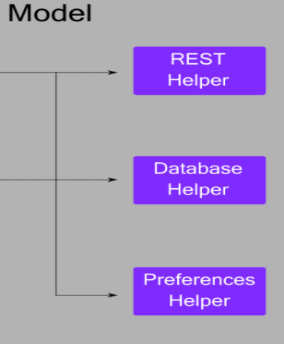 Model
REST
Helper
Database
Helper
Preferences
Helper